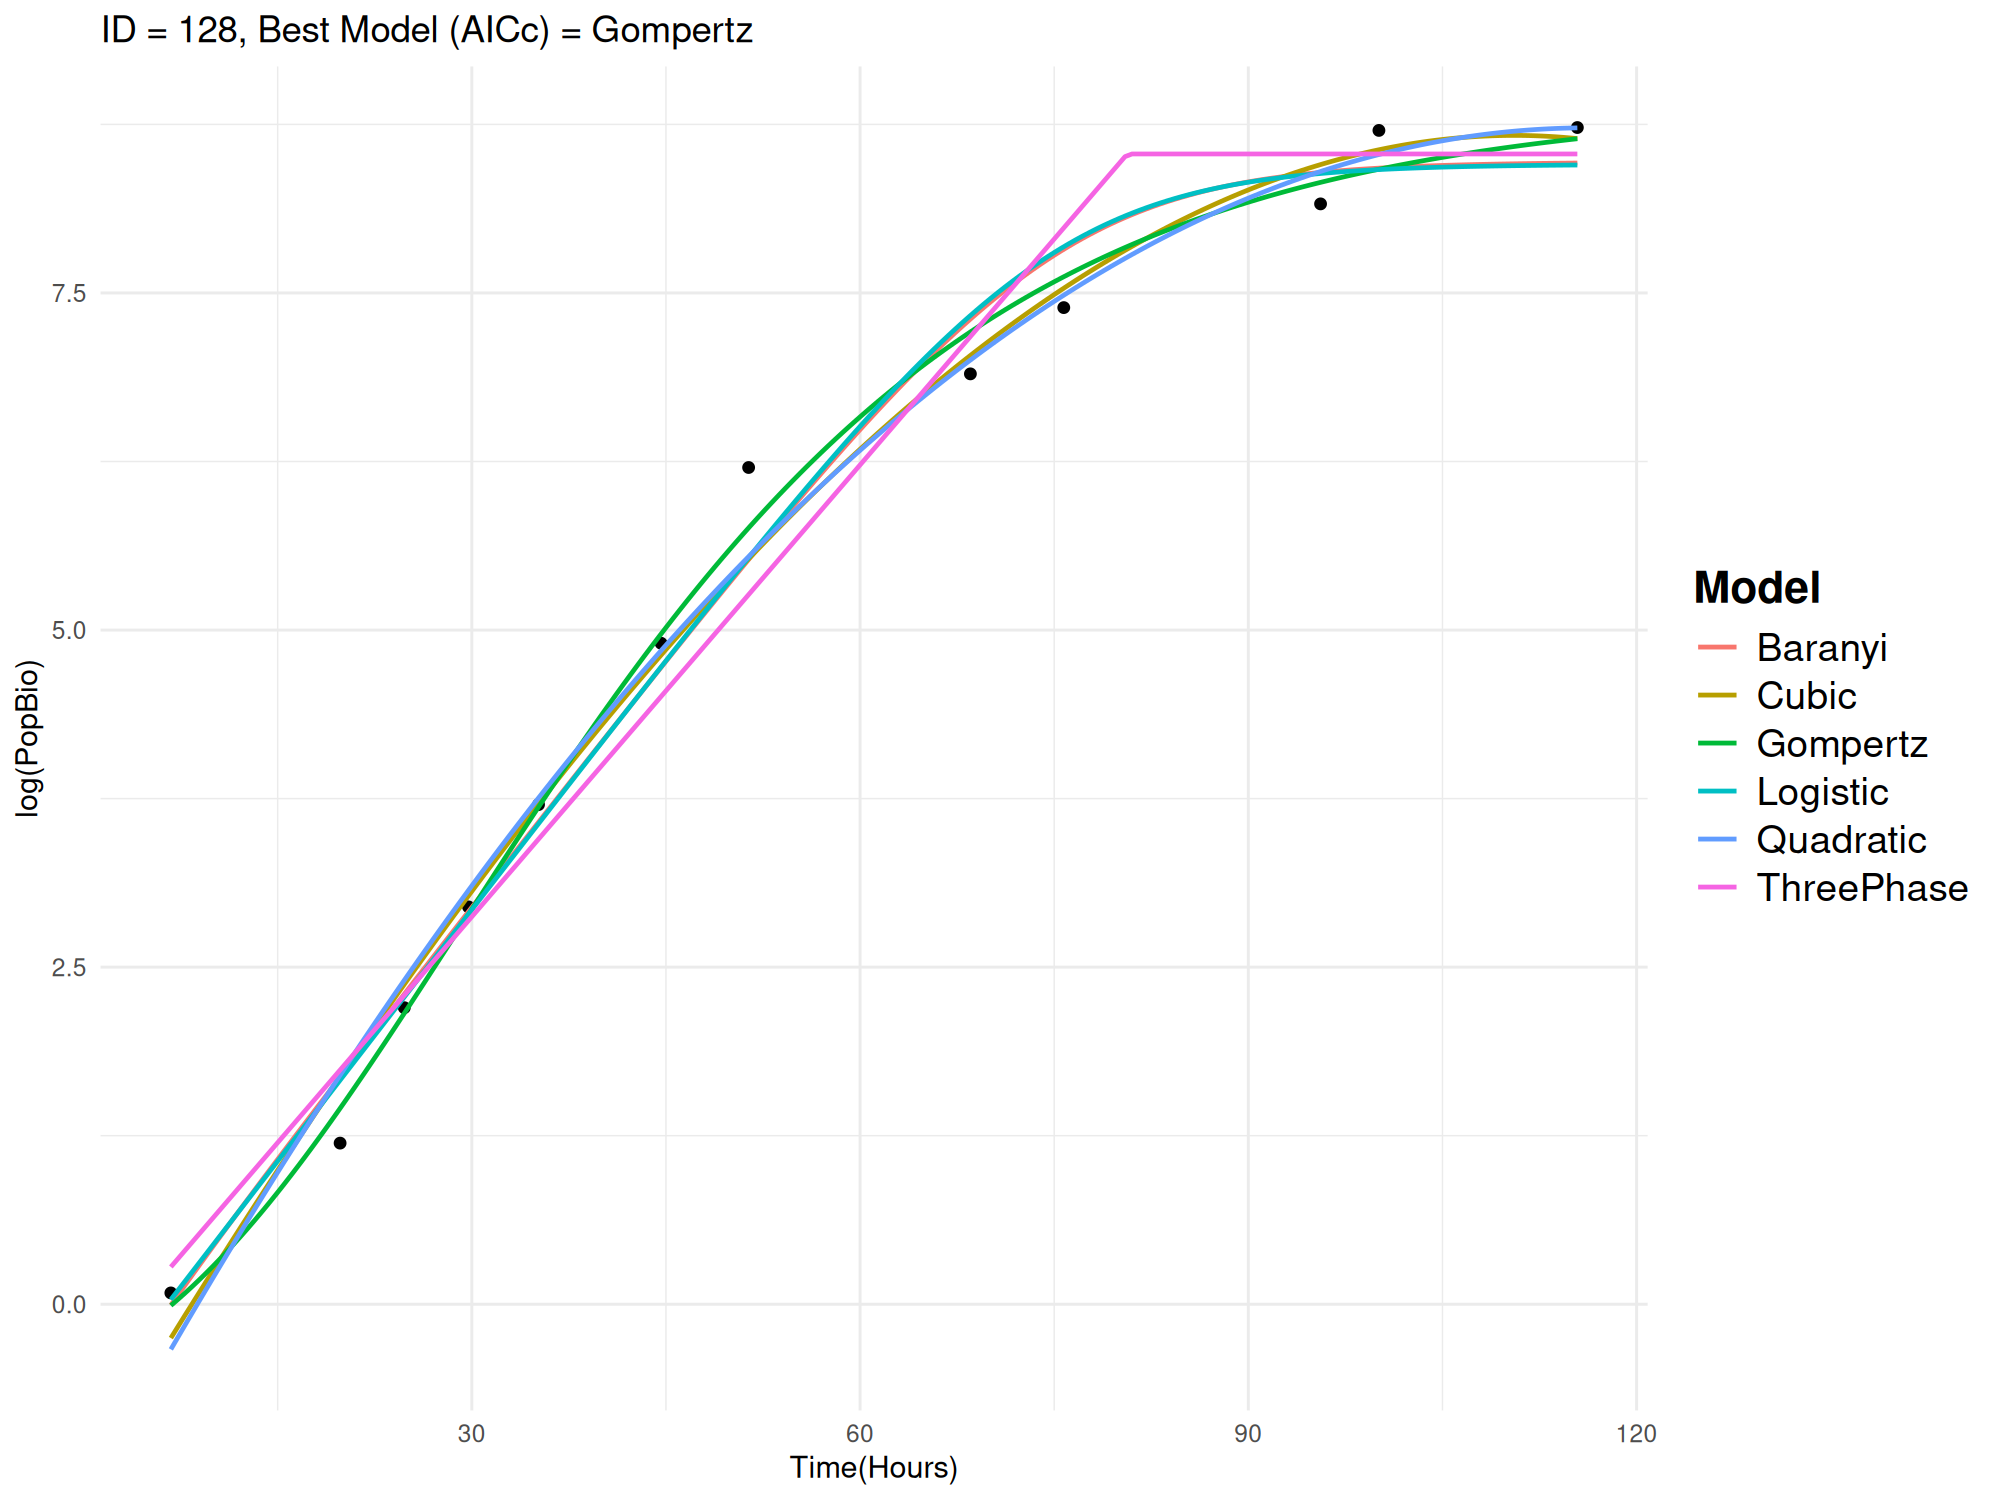 ID = 128, Best Model (AICc) = Gompertz
log(PopBio)
7.5
5.0
2.5
0.0
30
60
90
120
Time(Hours)
Model
Baranyi
Cubic
Gompertz
Logistic
Quadratic
ThreePhase